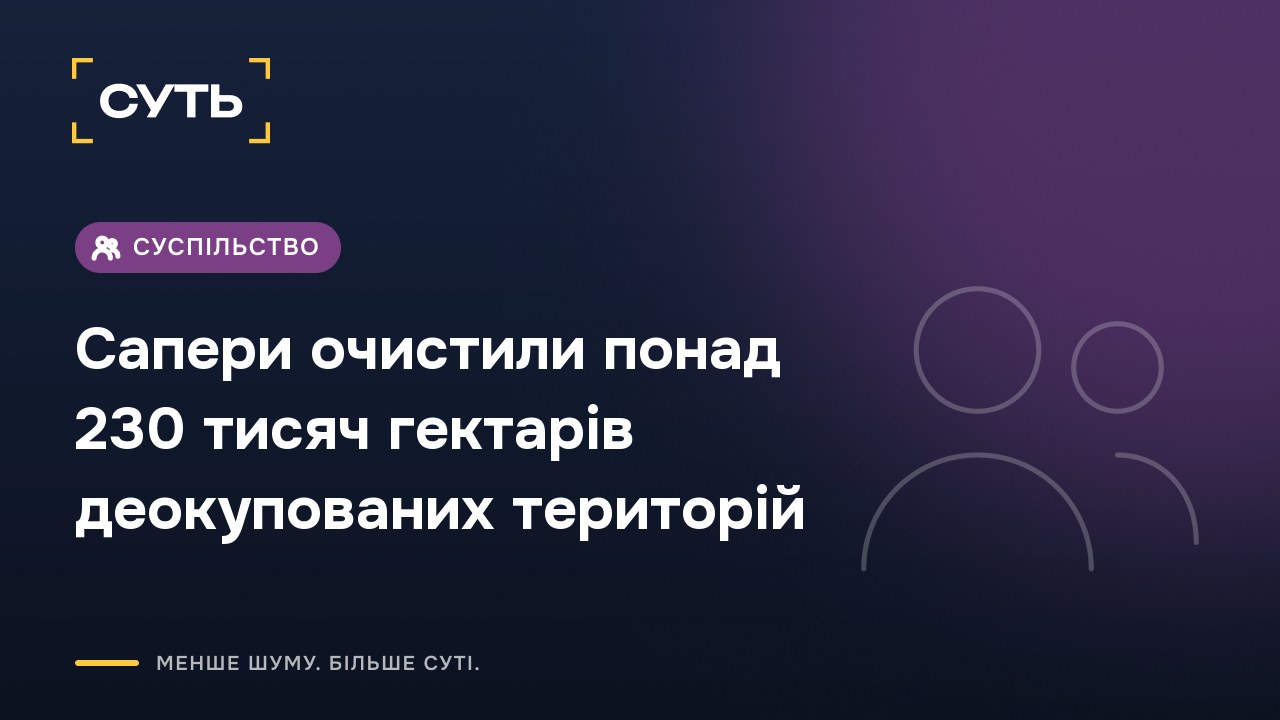 СУТЬ
СУСПІЛЬСТВО
Сапери очистили понад
230 тисяч гектарів
деокупованих територій
МЕНШЕ ШУМУ. БІЛЬШЕ СУТІ.